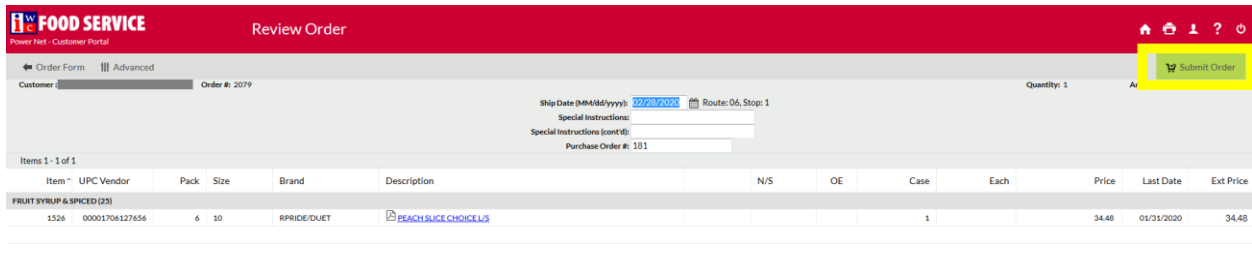 iwc FOOD SERVICE
Power Net - Customer Portal
Review Order
?
Order Form Advanced Submit Order
Customer: Order #: 2079 Quantity: 1
Ship Date (MM/dd/yyyy): 02/28/2020 Route: 06, Stop: 1
Special Instructions:
Special Instructions (cont'd):
Purchase Order #: 181
Items 1 - 1 of 1
Item UPC Vendor Pack Size Brand Description N/S OE Case Each Price Last Date Ext Price
FRUIT SYRUP & SPICED (25)
1526 00001706127656 6 10 RPRIDE/DUET PEACH SLICE CHOICE L/S 1 34.48 01/31/2020 34.48